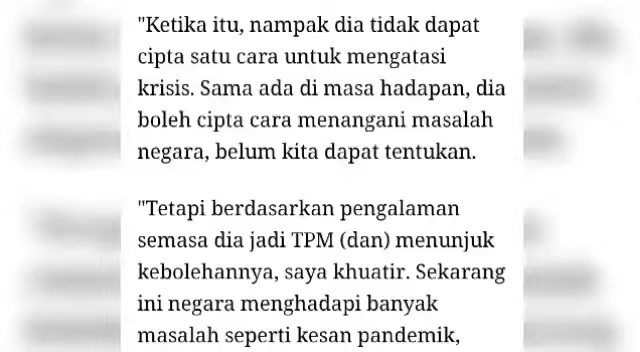 "Ketika itu, nampak dia tidak dapat
cipta satu cara untuk mengatasi
krisis. Sama ada di masa hadapan, dia
boleh cipta cara menangani masalah
negara, belum kita dapat tentukan.
"Tetapi berdasarkan pengalaman
semasa dia jadi TPM (dan) menunjuk
kebolehannya, saya khuatir. Sekarang
ini negara menghadapi banyak
masalah seperti kesan pandemik,